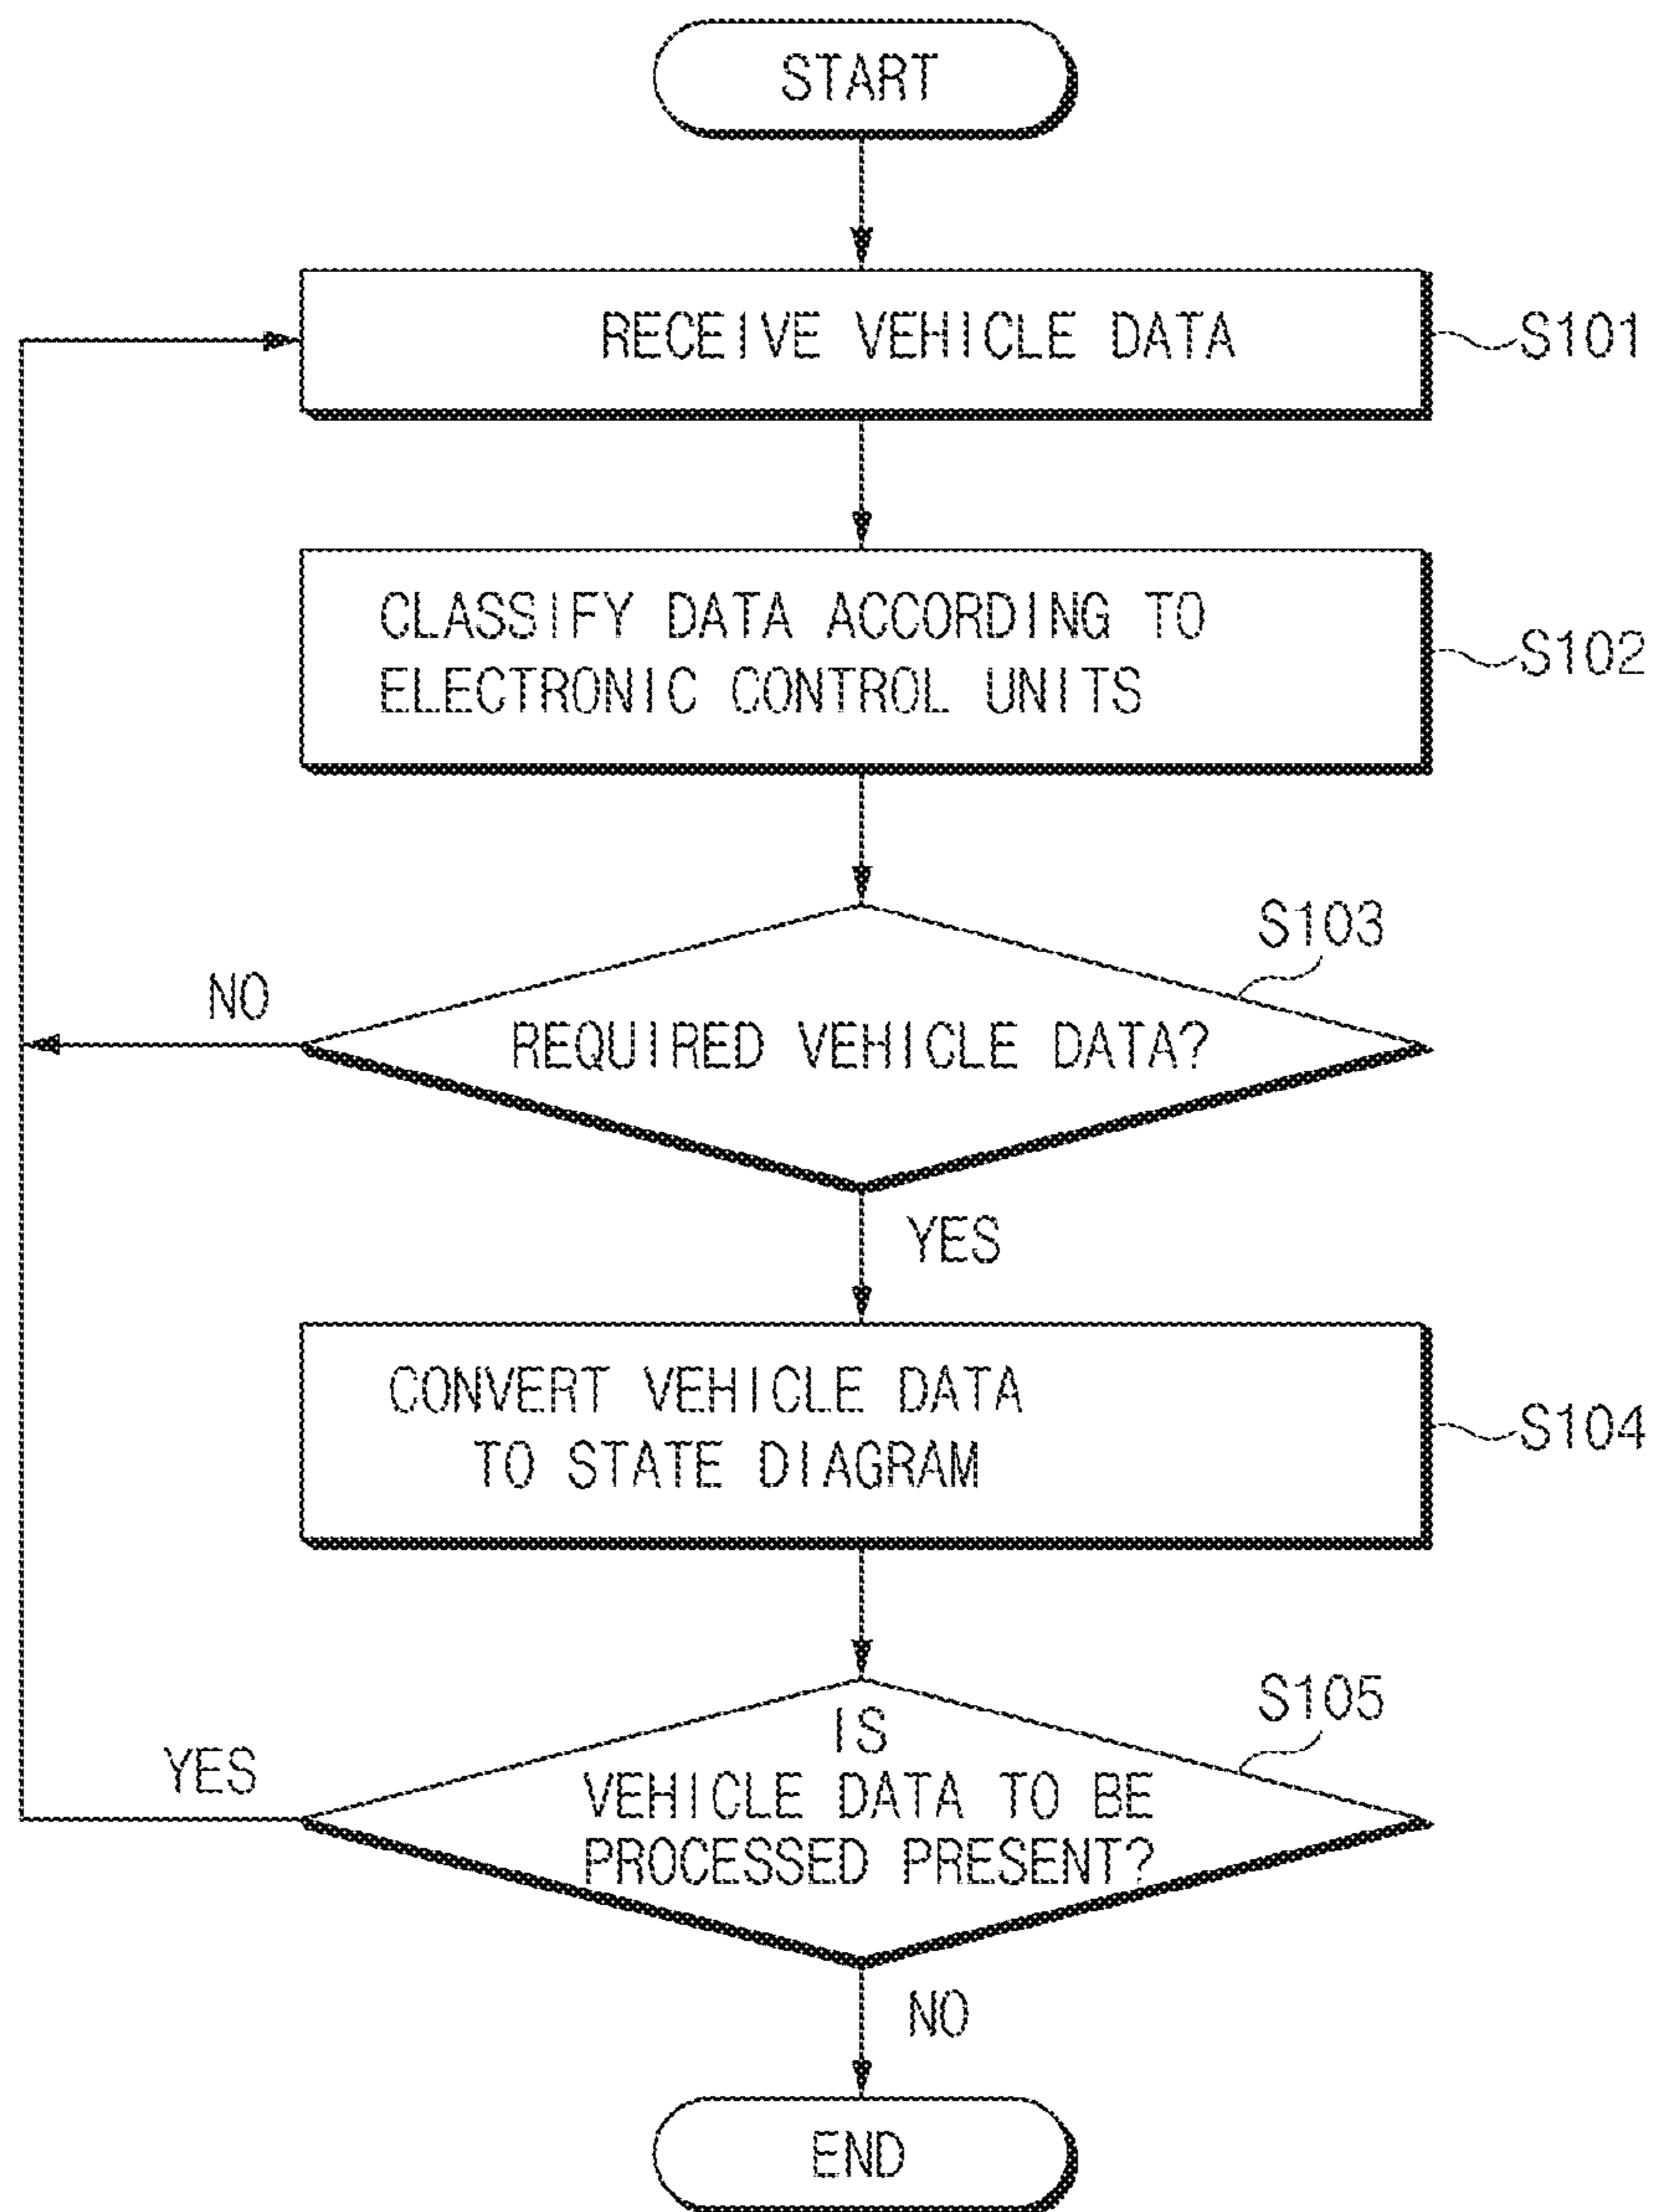 START
RECEIVE VEHICLE DATA
S101
CLASSIFY DATA ACCORDING TO
ELECTRONIC CONTROL UNITS
S102
S103
NO
REQUIRED VEHICLE DATA?
YES
CONVERT VEHICLE DATA
TO STATE DIAGRAM
S104
S105
IS
YES
VEHICLE DATA TO BE
PROCESSED PRESENT?
NO
END